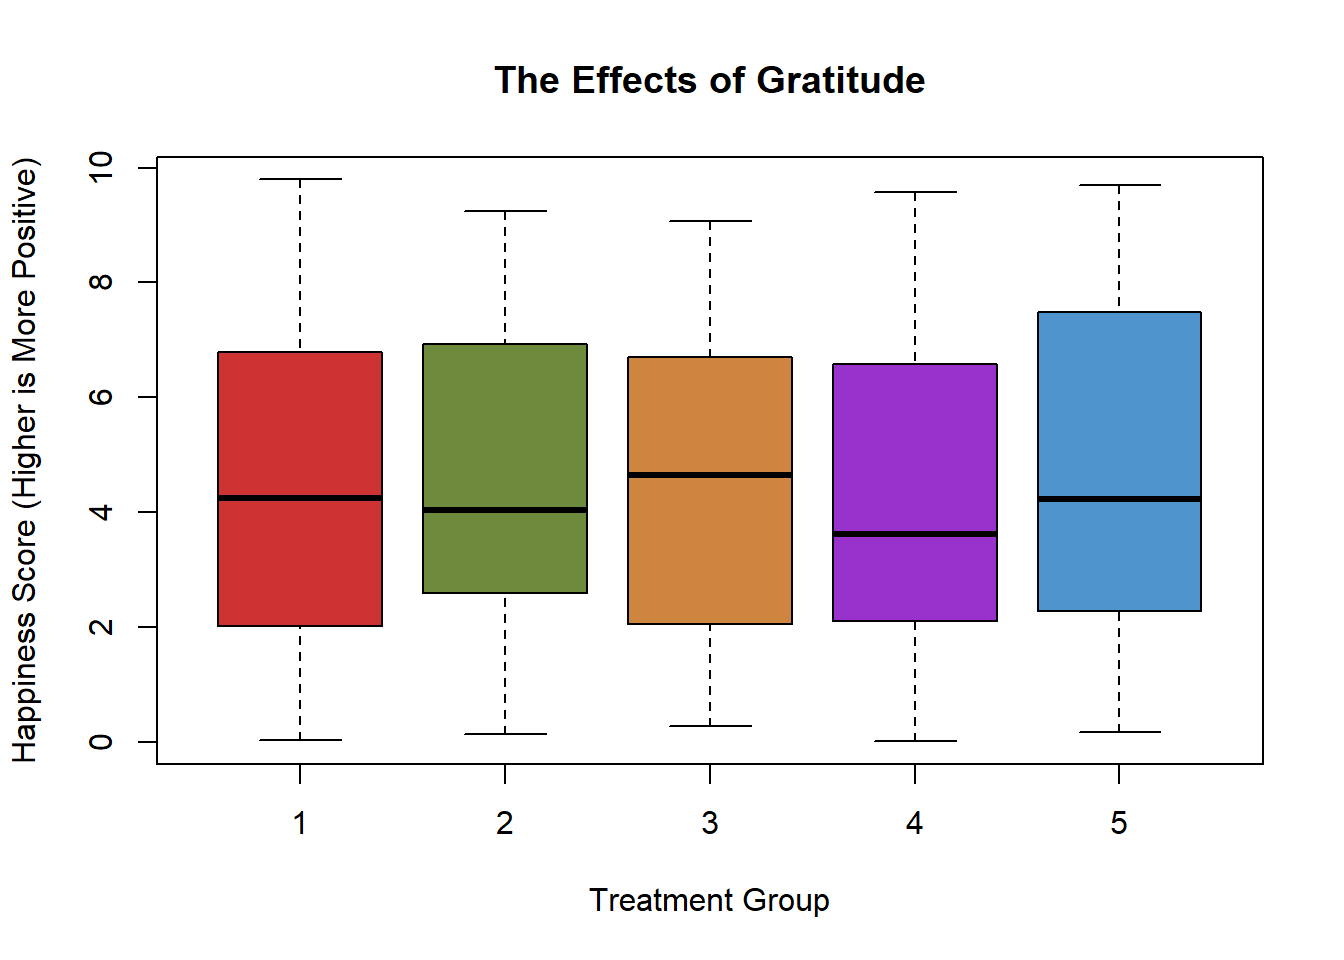 The Effects of Gratitude
Happiness Score (Higher is More Positive)
10
8
6
4
2
0
1 2 3 4 5
Treatment Group